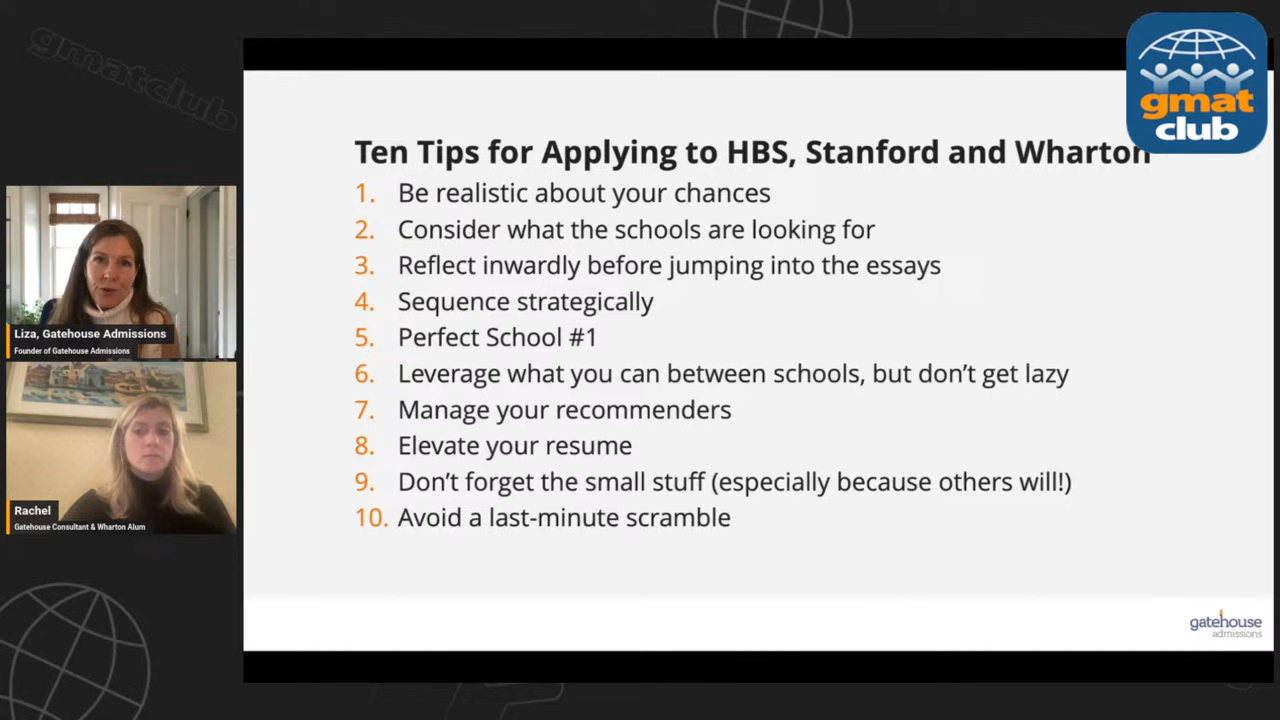 gmatclub
gmat
club
Ten Tips for Applying to HBS, Stanford and Wharton
1. Be realistic about your chances
2. Consider what the schools are looking for
3. Reflect inwardly before jumping into the essays
4. Sequence strategically
5. Perfect School #1
6. Leverage what you can between schools, but don’t get lazy
7. Manage your recommenders
8. Elevate your resume
9. Don’t forget the small stuff (especially because others will!)
10. Avoid a last-minute scramble
Liza, Gatehouse Admissions
Founder of Gatehouse Admissions
Rachel
Gatehouse Consultant & Wharton Alum
gatehouse
admissions